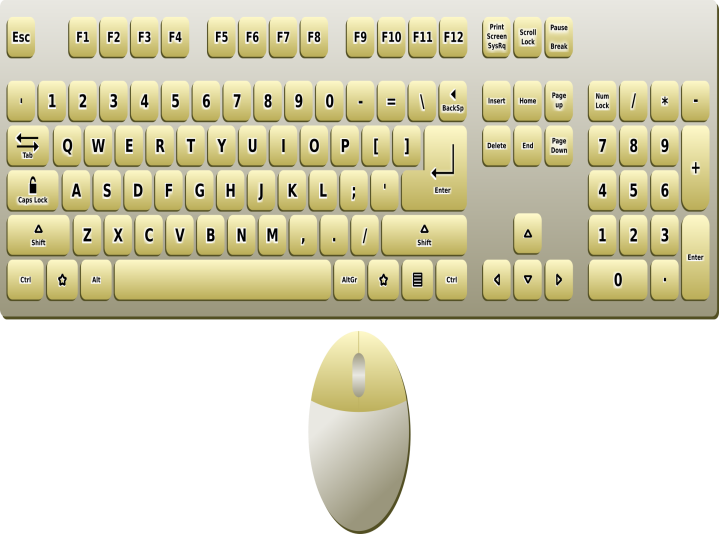 Esc F1 F2 F3 F4 F5 F6 F7 F8 F9 F10 F11 F12 Print Screen SysRq Scroll Lock Pause Break
' 1 2 3 4 5 6 7 8 9 0 - = \ BackSp Insert Home Page up Num Lock / * -
Tab Q W E R T Y U I O P [ ] Enter Delete End Page Down 7 8 9 +
Caps Lock A S D F G H J K L ; ' 4 5 6
Shift Z X C V B N M , . / Shift 1 2 3 Enter
Ctrl Alt AltGr Ctrl 0 .